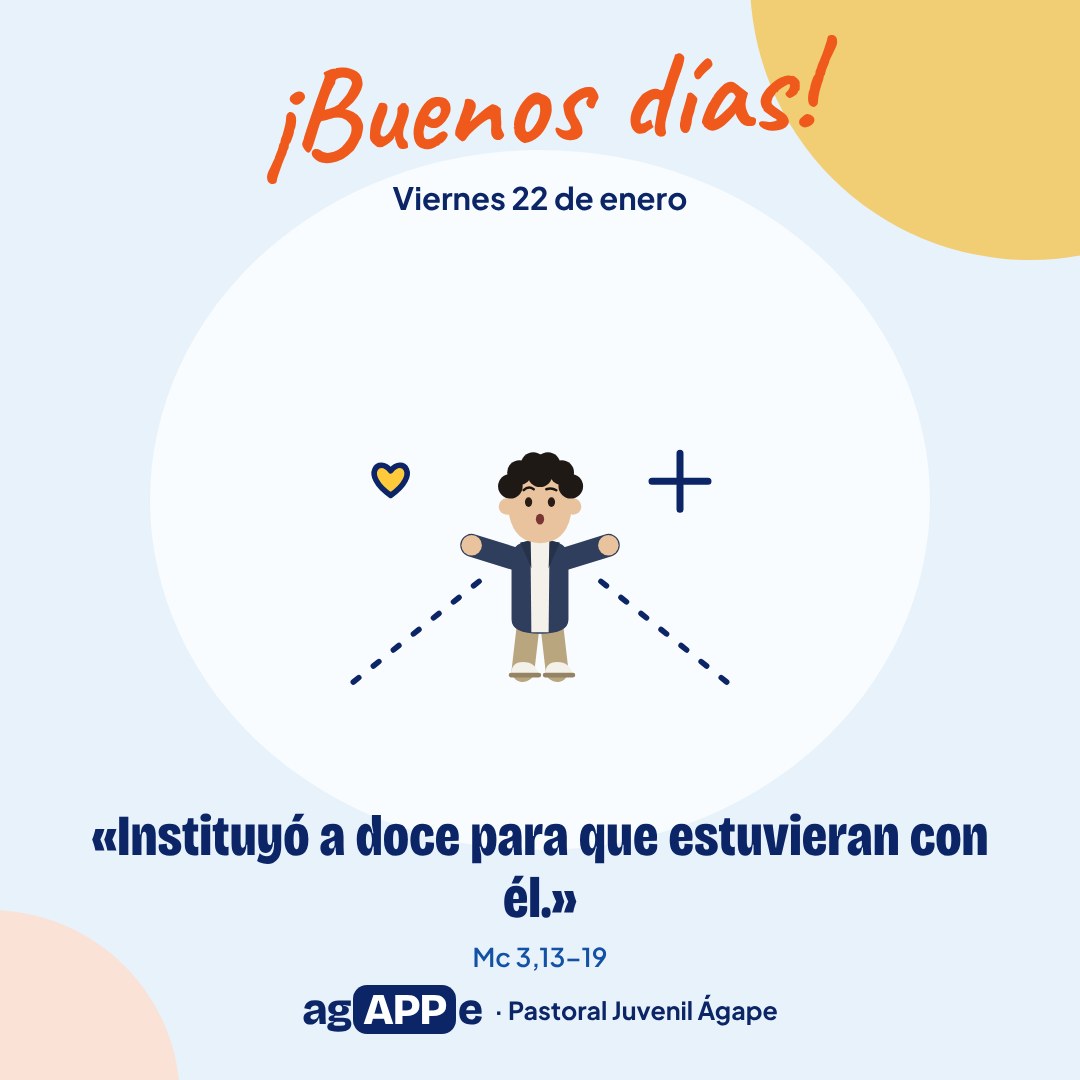 ¡Buenos días!
Viernes 22 de enero
«Instituyó a doce para que estuvieran con
él.»
Mc 3,13–19
agAPPe · Pastoral Juvenil Ágape